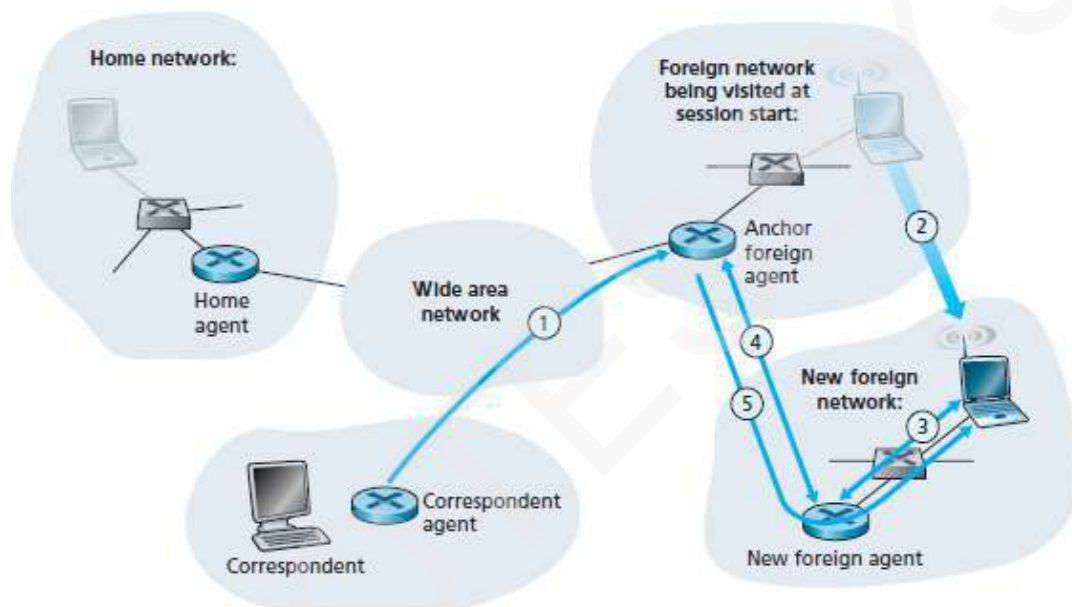 Home network:
Home
agent
Wide area
network
1
Foreign network
being visited at
session start:
Anchor
foreign
agent
2
4
5
New foreign
network:
3
New foreign agent
Correspondent
agent
Correspondent